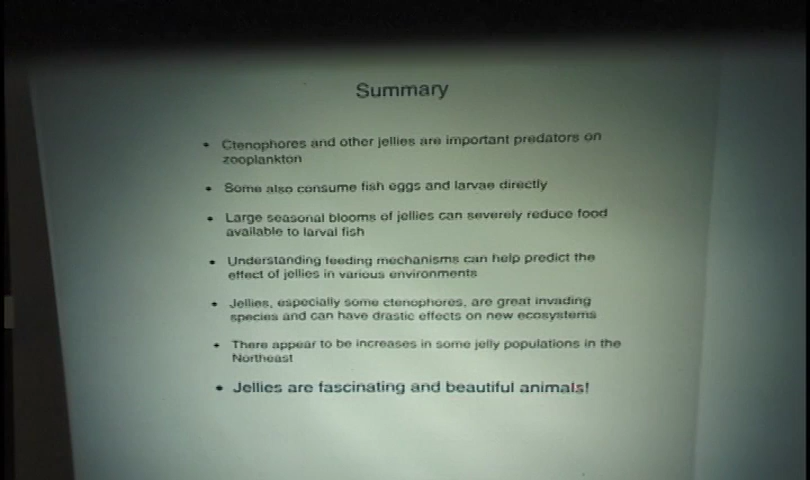 Summary
• Ctenophores and other jellies are important predators on
zooplankton
• Some also consume fish eggs and larvae directly
• Large seasonal blooms of jellies can severely reduce food
available to larval fish
• Understanding feeding mechanisms can help predict the
effect of jellies in various environments
• Jellies, especially some ctenophores, are great invading
species and can have drastic effects on new ecosystems
• There appear to be increases in some jelly populations in the
Northeast
• Jellies are fascinating and beautiful animals!